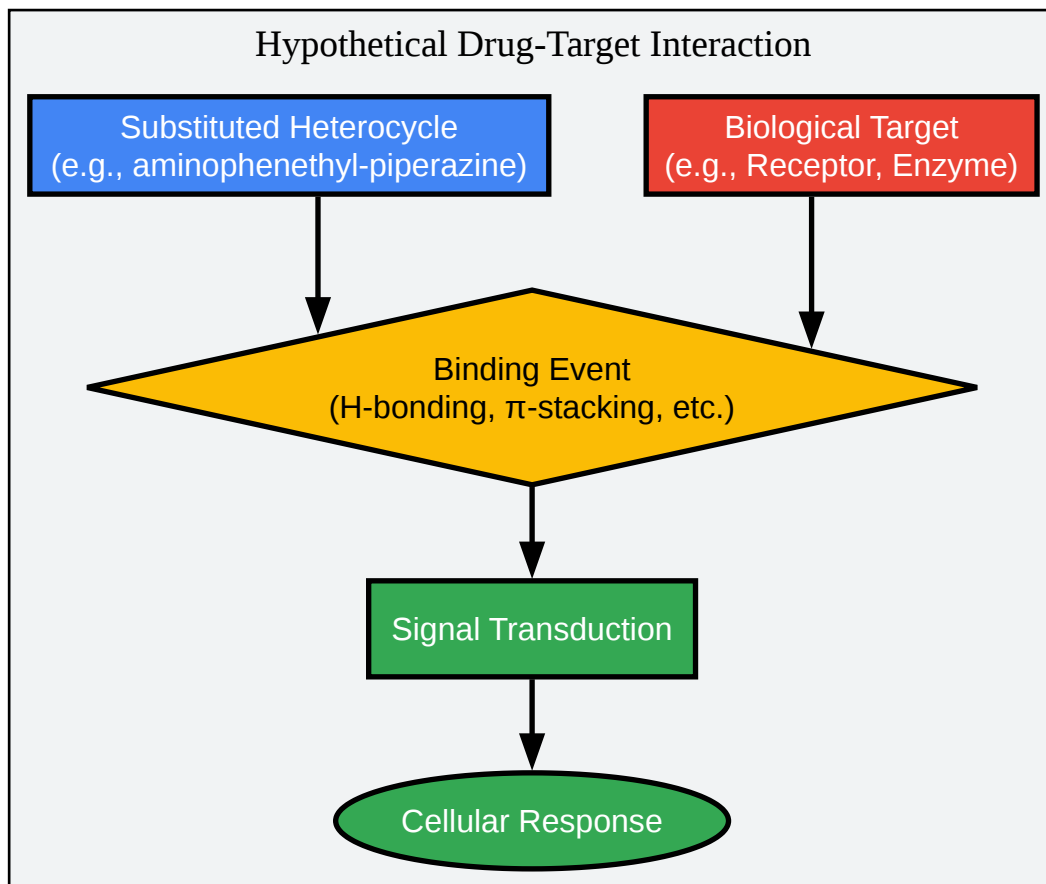 Hypothetical Drug-Target Interaction
Substituted Heterocycle
(e.g., aminophenethyl-piperazine)
Biological Target
(e.g., Receptor, Enzyme)
Binding Event
(H-bonding, π-stacking, etc.)
Signal Transduction
Cellular Response